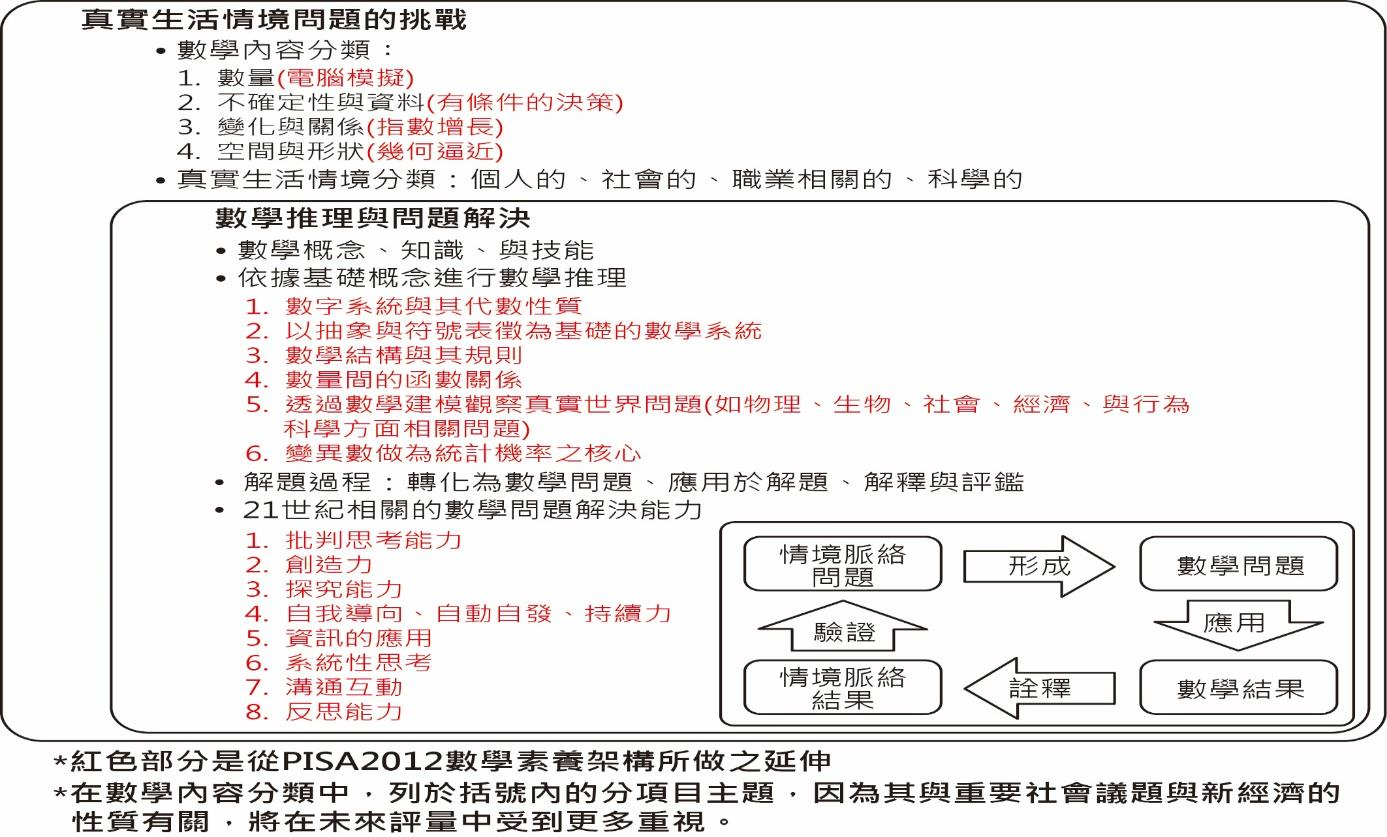 真實生活情境問題的挑戰
• 數學內容分類：
1. 數量(電腦模擬)
2. 不確定性與資料(有條件的決策)
3. 變化與關係(指數增長)
4. 空間與形狀(幾何逼近)
• 真實生活情境分類：個人的、社會的、職業相關的、科學的
數學推理與問題解決
• 數學概念、知識、與技能
• 依據基礎概念進行數學推理
1. 數字系統與其代數性質
2. 以抽象與符號表徵為基礎的數學系統
3. 數學結構與其規則
4. 數量間的函數關係
5. 透過數學建模觀察真實世界問題(如物理、生物、社會、經濟、與行為
科學方面相關問題)
6. 變異數做為統計機率之核心
• 解題過程：轉化為數學問題、應用於解題、解釋與評鑑
• 21世紀相關的數學問題解決能力
1. 批判思考能力
2. 創造力
3. 探究能力
4. 自我導向、自動自發、持續力
5. 資訊的應用
6. 系統性思考
7. 溝通互動
8. 反思能力
情境脈絡
問題
形成
數學問題
驗證
應用
情境脈絡
結果
詮釋
數學結果
*紅色部分是從PISA2012數學素養架構所做之延伸
*在數學內容分類中，列於括號內的分項目主題，因為其與重要社會議題與新經濟的
性質有關，將在未來評量中受到更多重視。